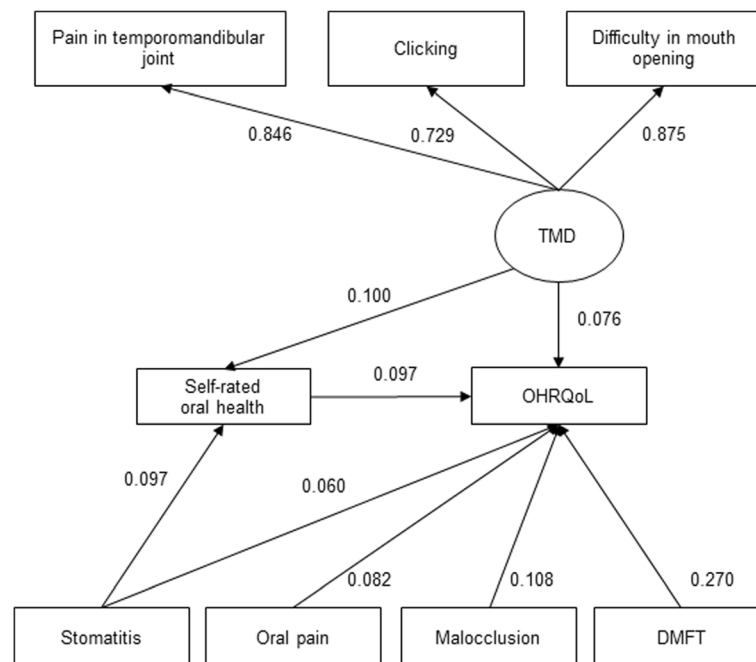 Pain in temporomandibular
joint
Clicking
Difficulty in mouth
opening
0.846
0.729
0.875
TMD
0.100
0.076
Self-rated
oral health
0.097
OHRQoL
0.097
0.060
0.082
0.108
0.270
Stomatitis
Oral pain
Malocclusion
DMFT